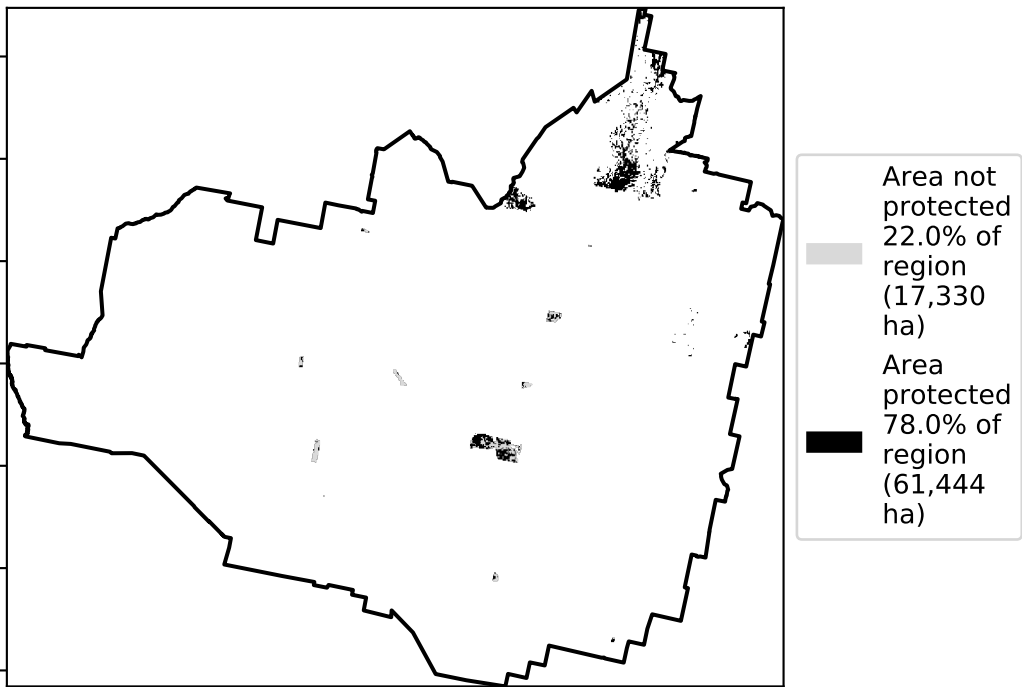 Area not
protected
22.0% of
region
(17,330
ha)
Area
protected
78.0% of
region
(61,444
ha)